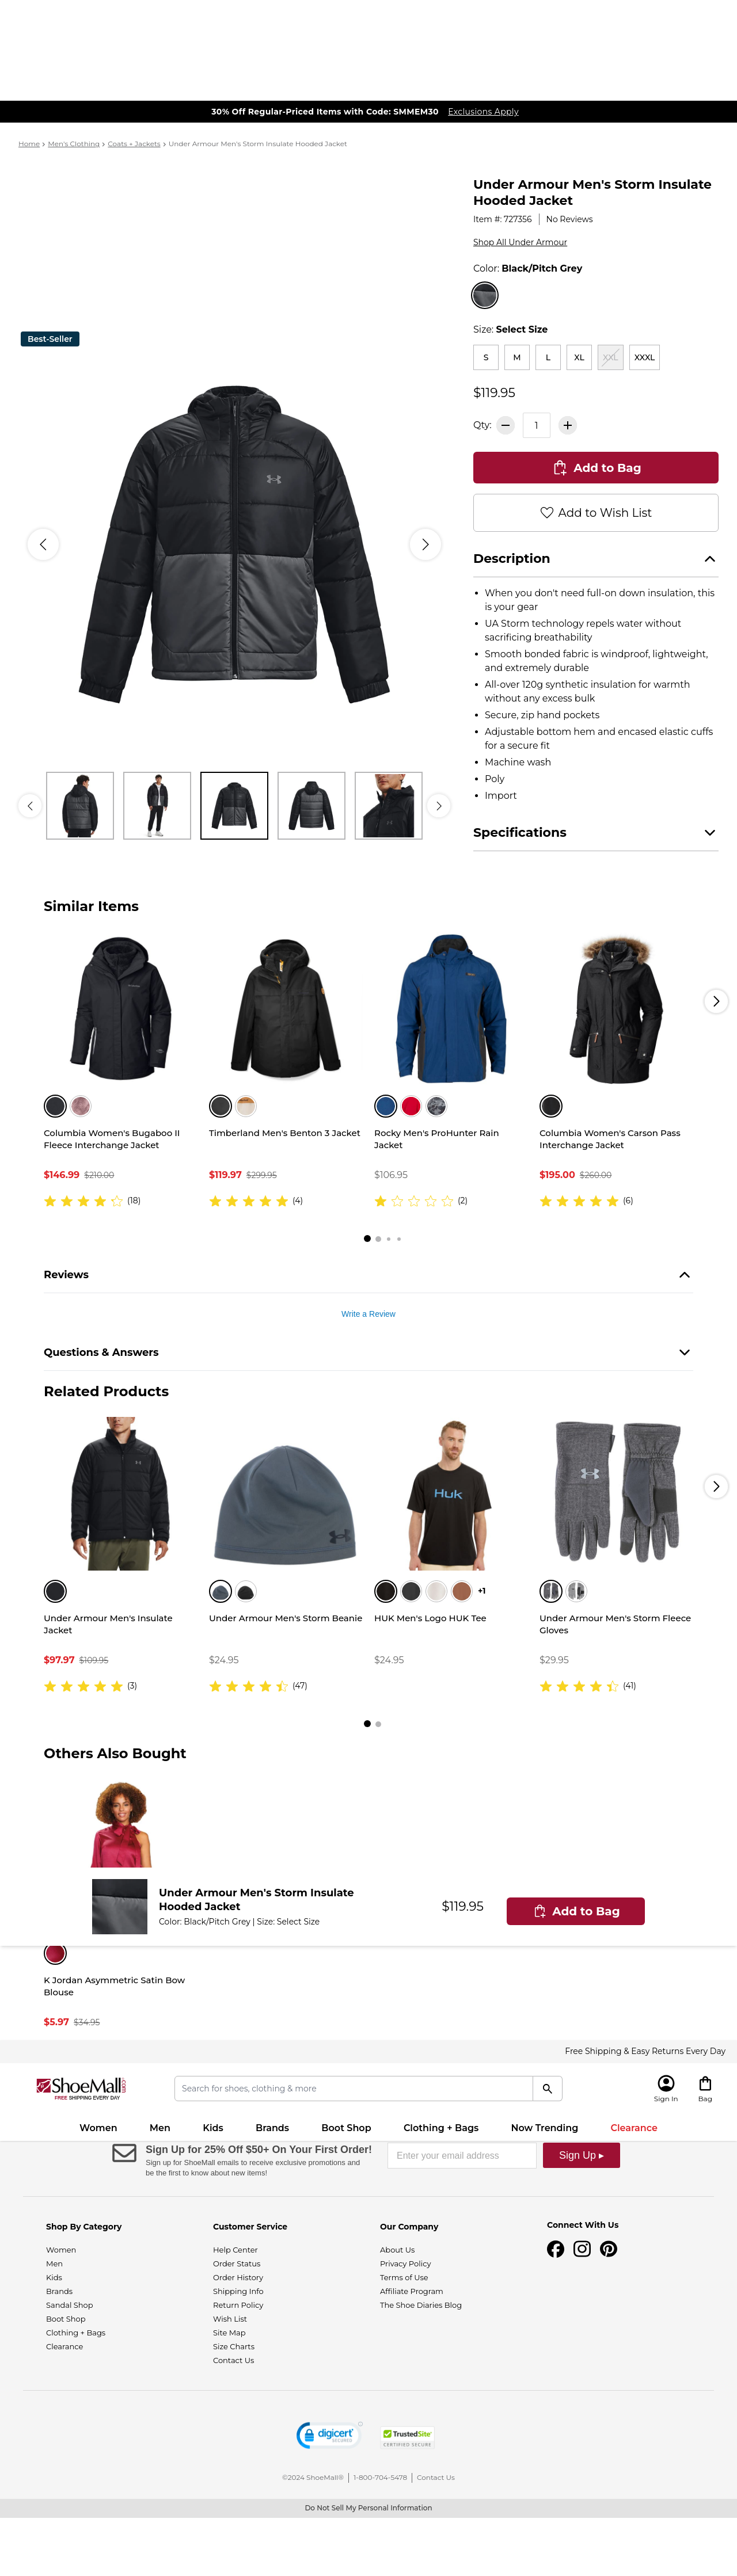 30% Off Regular-Priced Items with Code: SMMEM30 Exclusions Apply
Home > Men's Clothing > Coats + Jackets > Under Armour Men's Storm Insulate Hooded Jacket
Under Armour Men's Storm Insulate
Hooded Jacket
Item #: 727356 | No Reviews
Shop All Under Armour
Color: Black/Pitch Grey
Size: Select Size
S M L XL XXL XXXL
$119.95
Qty: 1
Add to Bag
Add to Wish List
Best-Seller
Description
When you don't need full-on down insulation, this
is your gear
UA Storm technology repels water without
sacrificing breathability
Smooth bonded fabric is windproof, lightweight,
and extremely durable
All-over 120g synthetic insulation for warmth
without any excess bulk
Secure, zip hand pockets
Adjustable bottom hem and encased elastic cuffs
for a secure fit
Machine wash
Poly
Import
Specifications
Similar Items
Columbia Women's Bugaboo II
Fleece Interchange Jacket
$146.99 $210.00
(18)
Timberland Men's Benton 3 Jacket
$119.97 $299.95
(4)
Rocky Men's ProHunter Rain
Jacket
$106.95
(2)
Columbia Women's Carson Pass
Interchange Jacket
$195.00 $260.00
(6)
Reviews
Write a Review
Questions & Answers
Related Products
Huk
+1
Under Armour Men's Insulate
Jacket
$97.97 $109.95
(3)
Under Armour Men's Storm Beanie
$24.95
(47)
HUK Men's Logo HUK Tee
$24.95
Under Armour Men's Storm Fleece
Gloves
$29.95
(41)
Others Also Bought
Under Armour Men's Storm Insulate
Hooded Jacket
Color: Black/Pitch Grey | Size: Select Size
$119.95
Add to Bag
K Jordan Asymmetric Satin Bow
Blouse
$5.97 $34.95
Free Shipping & Easy Returns Every Day
ShoeMall.com
FREE SHIPPING EVERY DAY
Search for shoes, clothing & more
Sign In
Bag
Women Men Kids Brands Boot Shop Clothing + Bags Now Trending Clearance
Sign Up for 25% Off $50+ On Your First Order!
Sign up for ShoeMall emails to receive exclusive promotions and
be the first to know about new items!
Enter your email address
Sign Up ▸
Shop By Category
Women
Men
Kids
Brands
Sandal Shop
Boot Shop
Clothing + Bags
Clearance
Customer Service
Help Center
Order Status
Order History
Shipping Info
Return Policy
Wish List
Site Map
Size Charts
Contact Us
Our Company
About Us
Privacy Policy
Terms of Use
Affiliate Program
The Shoe Diaries Blog
Connect With Us
digicert
SECURED
TrustedSite
CERTIFIED SECURE
©2024 ShoeMall® | 1-800-704-5478 | Contact Us
Do Not Sell My Personal Information